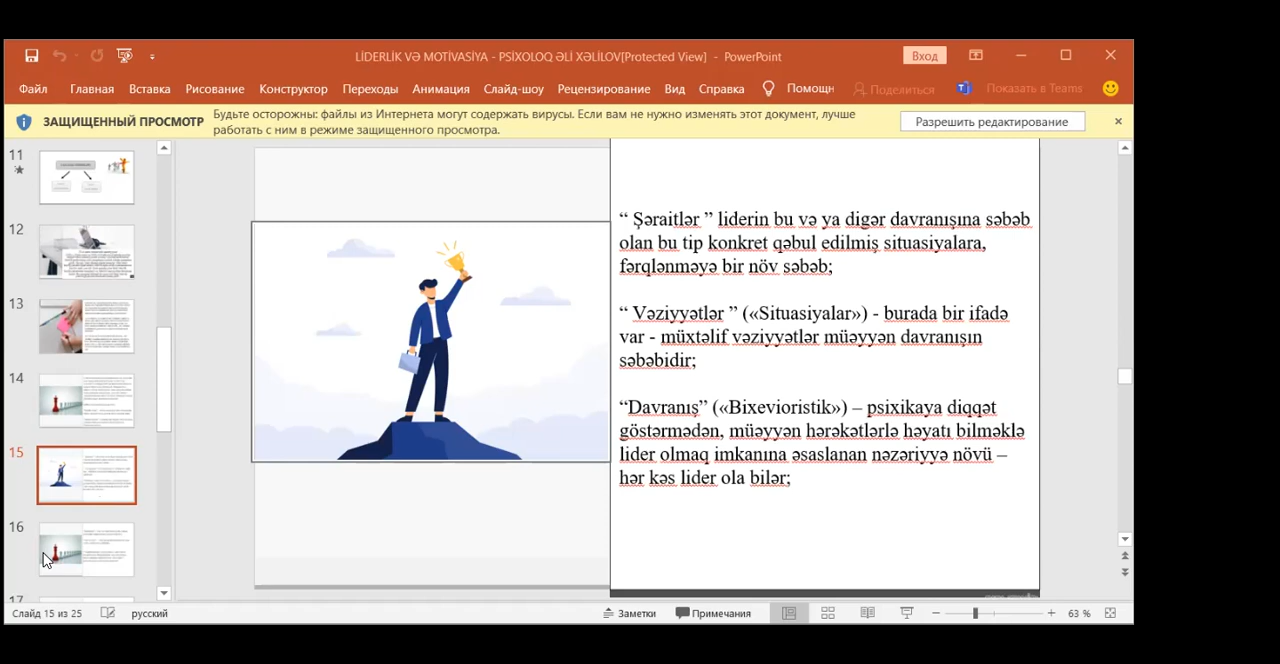 LİDERLİK VƏ MOTİVASİYA - PSİXOLOQ ƏLİ XƏLİLOV[Protected View] - PowerPoint
Вход
Файл Главная Вставка Рисование Конструктор Переходы Анимация Слайд-шоу Рецензирование Вид Справка Помощн Поделиться Показать в Teams
ЗАЩИЩЕННЫЙ ПРОСМОТР
Будьте осторожны: файлы из Интернета могут содержать вирусы. Если вам не нужно изменять этот документ, лучше
работать с ним в режиме защищенного просмотра.
Разрешить редактирование
11
12
13
14
15
16
17
“ Şəraitlər ” liderin bu və ya digər davranışına səbəb
olan bu tip konkret qəbul edilmiş situasiyalara,
fərqlənməyə bir növ səbəb;
“ Vəziyyətlər ” («Situasiyalar») - burada bir ifadə
var - müxtəlif vəziyyətlər müəyyən davranışın
səbəbidir;
“Davranış” («Bixevioristik») – psixikaya diqqət
göstərmədən, müəyyən hərəkətlərlə həyatı bilməklə
lider olmaq imkanına əsaslanan nəzəriyyə növü –
hər kəs lider ola bilər;
Слайд 15 из 25 русский Заметки Примечания 63 %